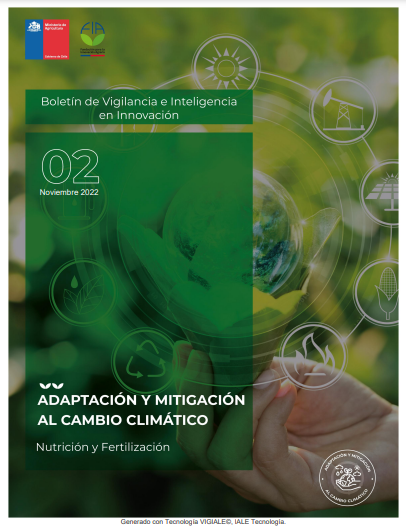 Ministerio de
Agricultura
Gobierno de Chile
FIA
Boletín de Vigilancia e Inteligencia
en Innovación
02
Noviembre 2022
ADAPTACIÓN Y MITIGACIÓN
AL CAMBIO CLIMÁTICO
Nutrición y Fertilización
ADAPTACIÓN Y MITIGACIÓN
AL CAMBIO CLIMÁTICO
Generado con Tecnología VIGIALE©, IALE Tecnología.